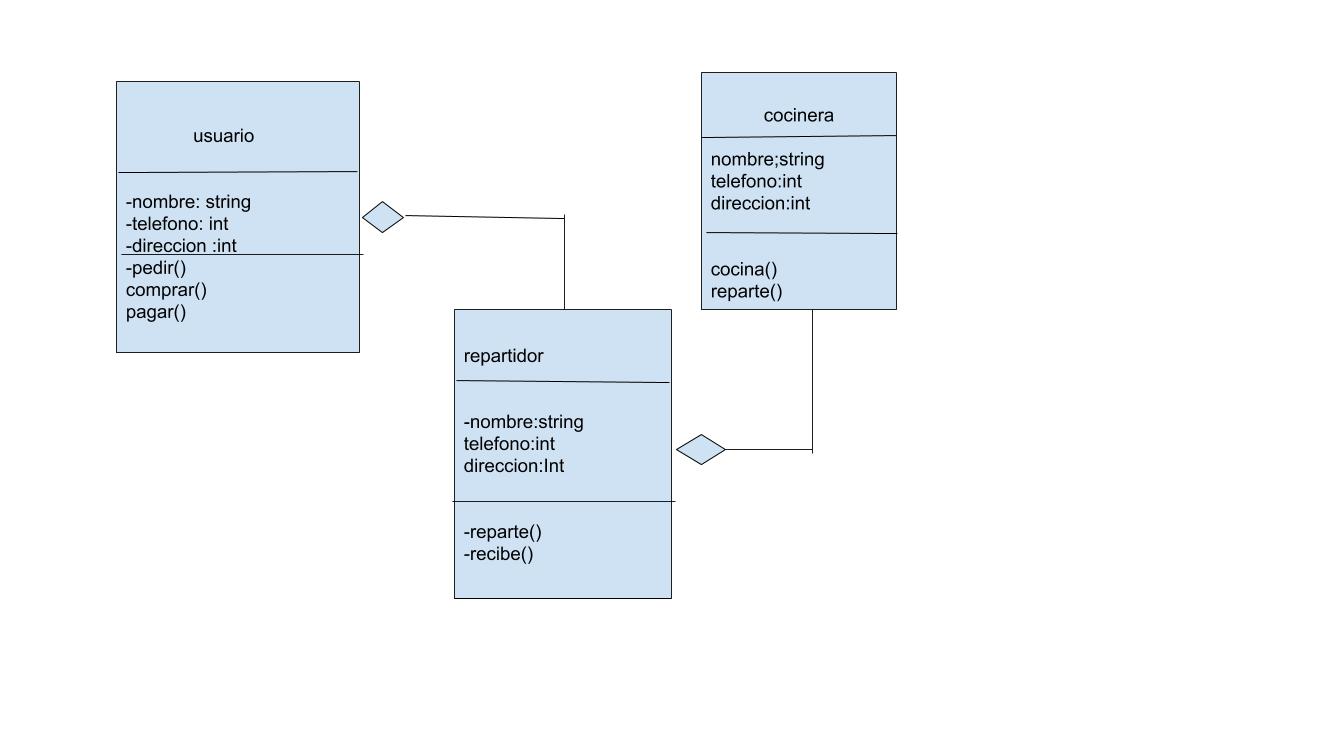 usuario
-nombre: string
-telefono: int
-direccion :int
-pedir()
comprar()
pagar()
cocinera
nombre;string
telefono:int
direccion:int
cocina()
reparte()
repartidor
-nombre:string
telefono:int
direccion:Int
-reparte()
-recibe()